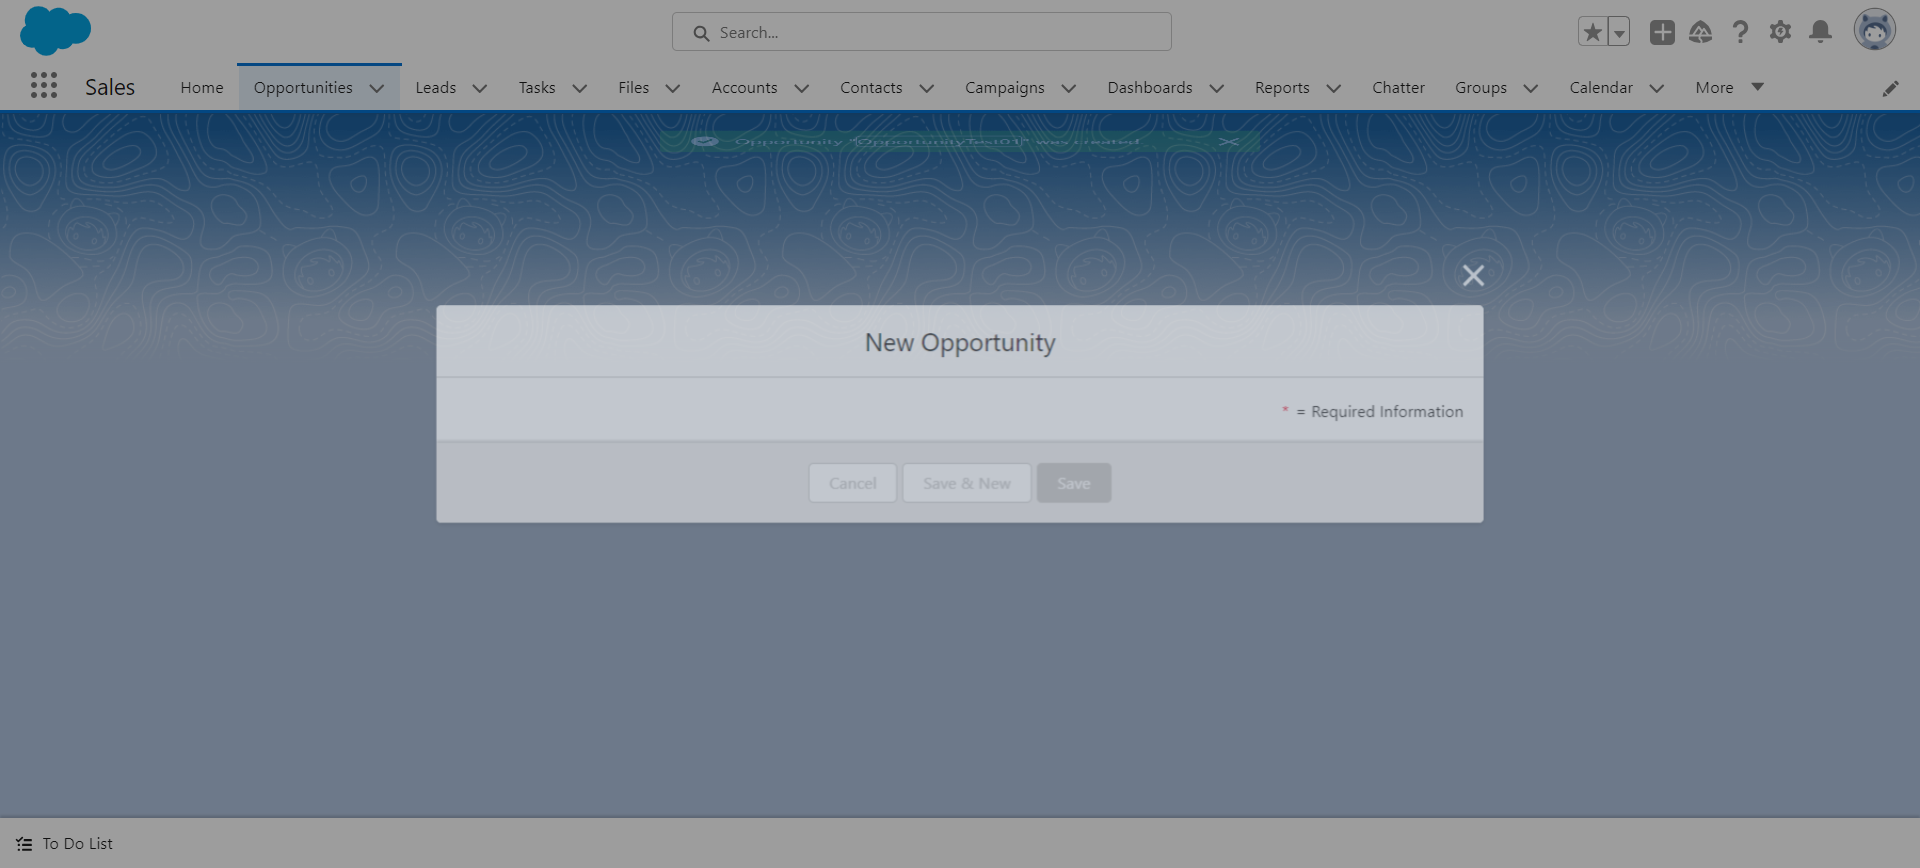 Search...
Sales
Home
Opportunities
Leads
Tasks
Files
Accounts
Contacts
Campaigns
Dashboards
Reports
Chatter
Groups
Calendar
More
Opportunity "OpportunityTest01" was created.
New Opportunity
* = Required Information
Cancel
Save & New
Save
To Do List